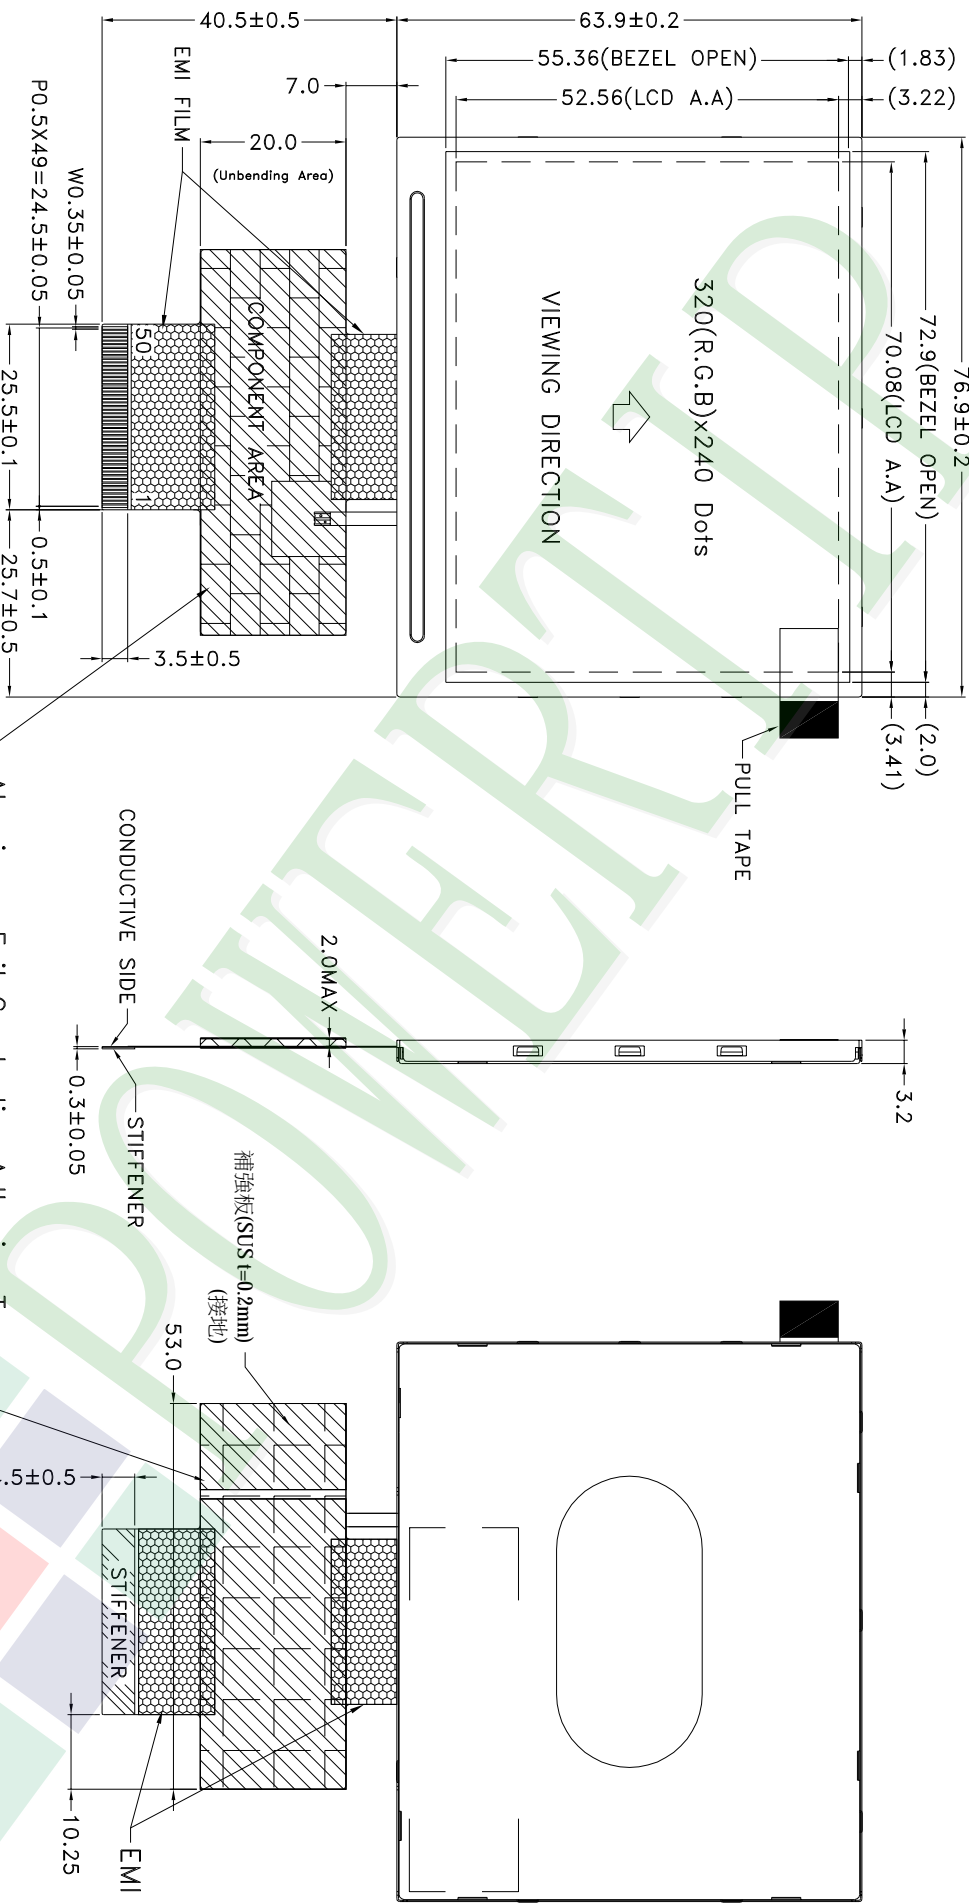 40.5±0.5
63.9±0.2
55.36(BEZEL OPEN)
(1.83)
52.56(LCD A.A)
(3.22)
7.0
20.0
(Unbending Area)
EMI FILM
P0.5X49=24.5±0.05
W0.35±0.05
76.9±0.2
72.9(BEZEL OPEN)
70.08(LCD A.A)
320(R.G.B)x240 Dots
VIEWING DIRECTION
COMPONENT AREA
50
1
25.5±0.1
0.5±0.1
25.7±0.5
3.5±0.5
(2.0)
(3.41)
PULL TAPE
CONDUCTIVE SIDE
2.0MAX
3.2
0.3±0.05
STIFFENER
補強板(SUS t=0.2mm)
(接地)
53.0
.5±0.5
STIFFENER
10.25
EMI
POWERTIP